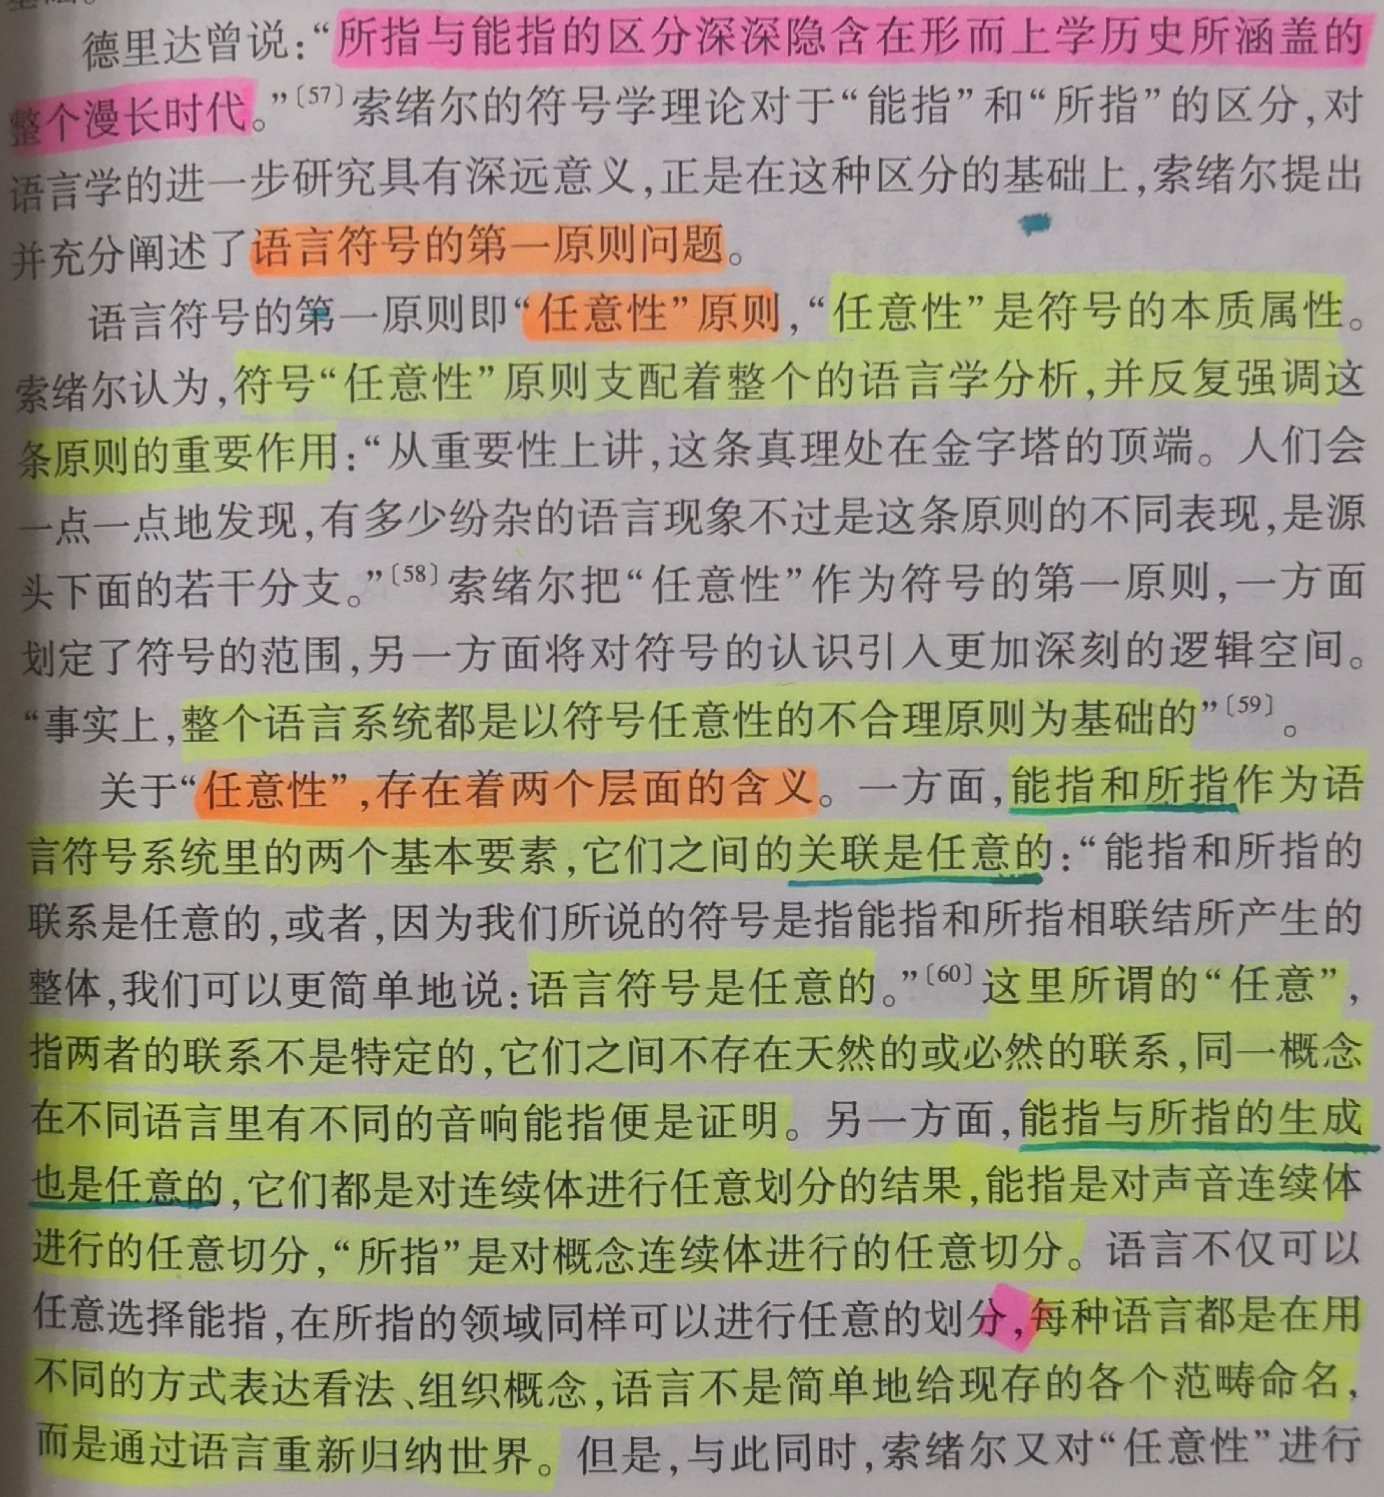 德里达曾说：“所指与能指的区分深深隐含在形而上学历史所涵盖的
整个漫长时代。”〔57〕索绪尔的符号学理论对于“能指”和“所指”的区分，对
语言学的进一步研究具有深远意义，正是在这种区分的基础上，索绪尔提出
并充分阐述了语言符号的第一原则问题。
语言符号的第一原则即“任意性”原则，“任意性”是符号的本质属性。
索绪尔认为，符号“任意性”原则支配着整个的语言学分析，并反复强调这
条原则的重要作用：“从重要性上讲，这条真理处在金字塔的顶端。人们会
一点一点地发现，有多少纷杂的语言现象不过是这条原则的不同表现，是源
头下面的若干分支。”〔58〕索绪尔把“任意性”作为符号的第一原则，一方面
划定了符号的范围，另一方面将对符号的认识引入更加深刻的逻辑空间。
“事实上，整个语言系统都是以符号任意性的不合理原则为基础的”〔59〕。
关于“任意性”，存在着两个层面的含义。一方面，能指和所指作为语
言符号系统里的两个基本要素，它们之间的关联是任意的：“能指和所指的
联系是任意的，或者，因为我们所说的符号是指能指和所指相联结所产生的
整体，我们可以更简单地说：语言符号是任意的。”〔60〕这里所谓的“任意”，
指两者的联系不是特定的，它们之间不存在天然的或必然的联系，同一概念
在不同语言里有不同的音响能指便是证明。另一方面，能指与所指的生成
也是任意的，它们都是对连续体进行任意划分的结果，能指是对声音连续体
进行的任意切分，“所指”是对概念连续体进行的任意切分。语言不仅可以
任意选择能指，在所指的领域同样可以进行任意的划分，每种语言都是在用
不同的方式表达看法、组织概念，语言不是简单地给现存的各个范畴命名，
而是通过语言重新归纳世界。但是，与此同时，索绪尔又对“任意性”进行